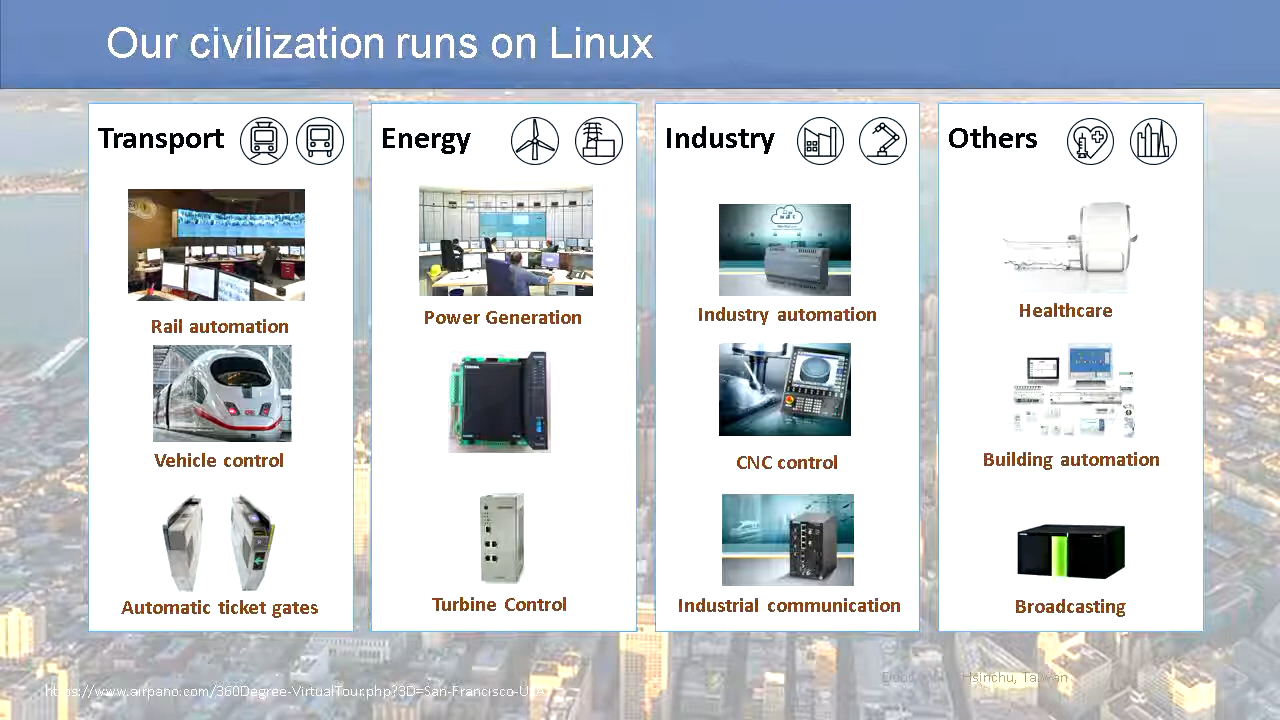 Our civilization runs on Linux
Transport
Rail automation
Vehicle control
Automatic ticket gates
Energy
Power Generation
Turbine Control
Industry
Industry automation
CNC control
Industrial communication
Others
Healthcare
Building automation
Broadcasting
https://www.airpano.com/360Degree-VirtualTour.php?3D=San-Francisco-USA
Hsinchu, Taiwan